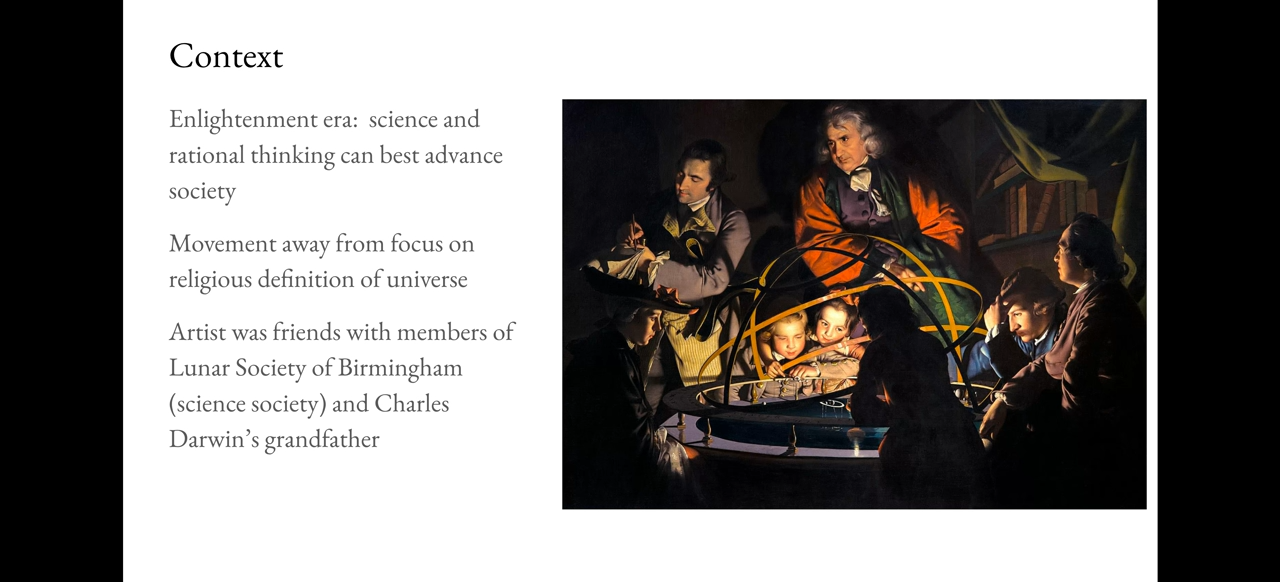 Context
Enlightenment era:  science and
rational thinking can best advance
society
Movement away from focus on
religious definition of universe
Artist was friends with members of
Lunar Society of Birmingham
(science society) and Charles
Darwin’s grandfather